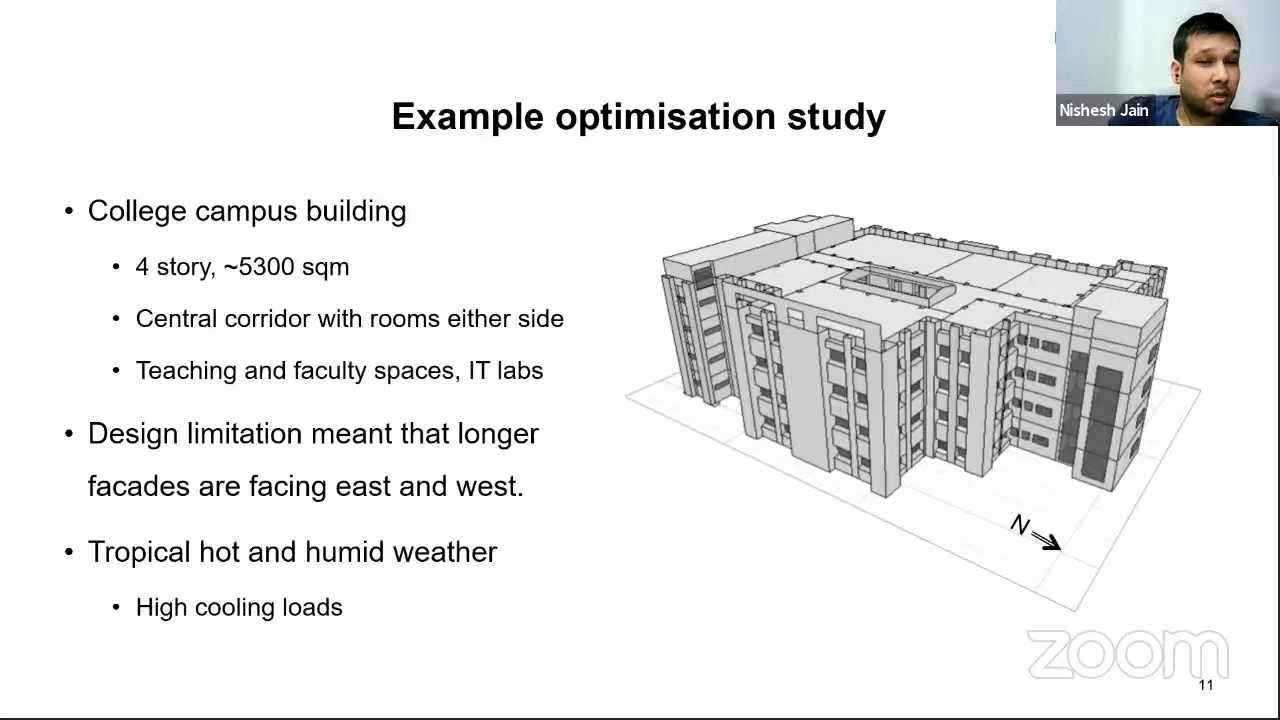 Nishesh Jain
Example optimisation study
• College campus building
• 4 story, ~5300 sqm
• Central corridor with rooms either side
• Teaching and faculty spaces, IT labs
• Design limitation meant that longer
facades are facing east and west.
• Tropical hot and humid weather
• High cooling loads
N
zoom
11